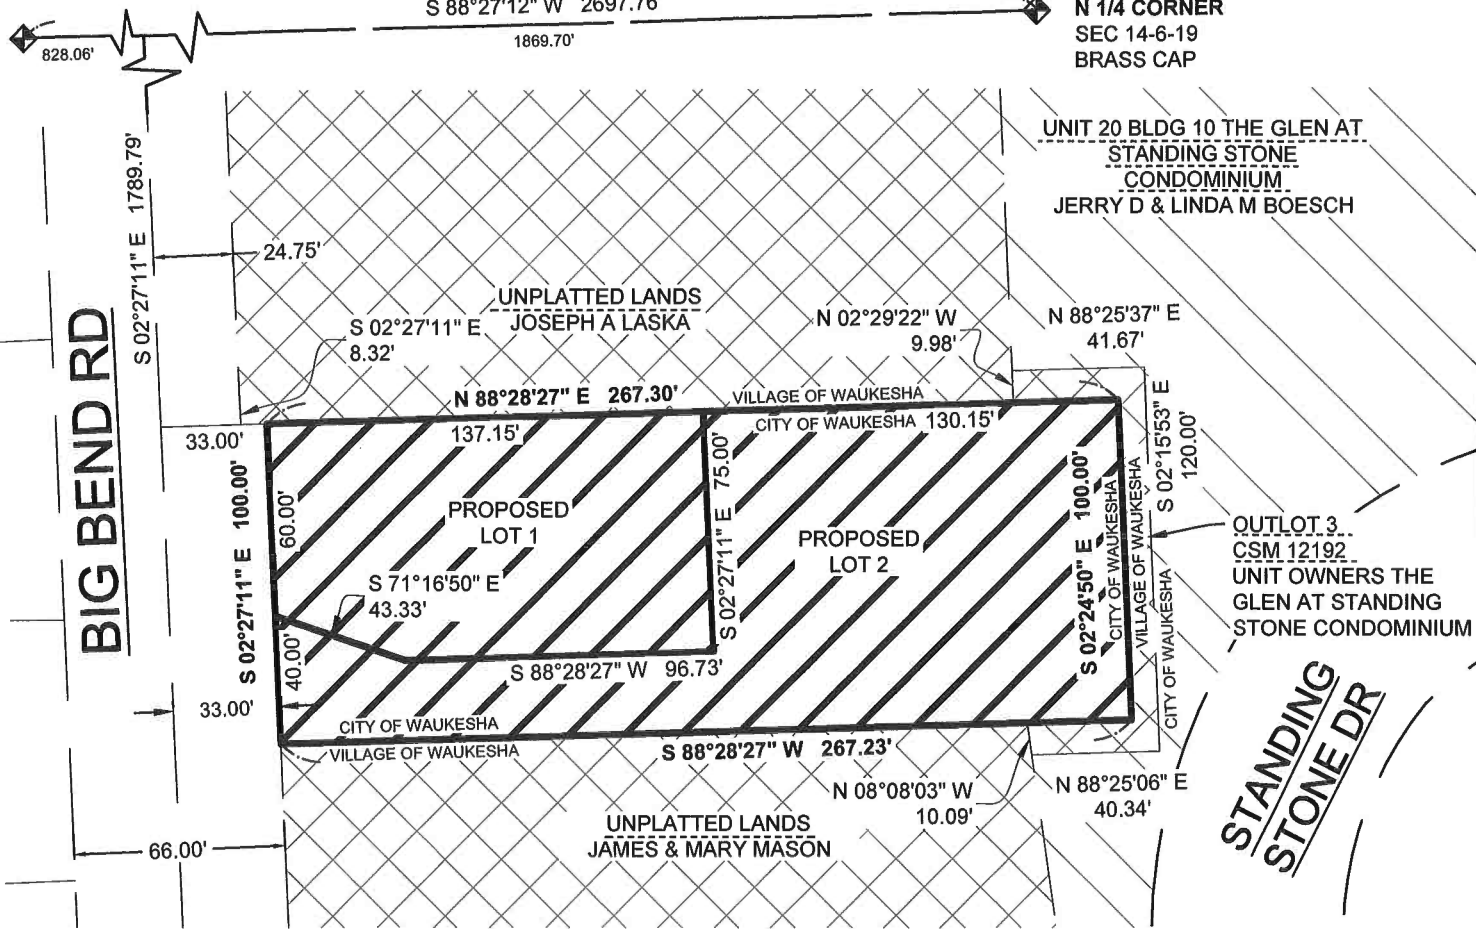 S 88°27'12" W 2697.76'
828.06'
1869.70'
N 1/4 CORNER
SEC 14-6-19
BRASS CAP
UNIT 20 BLDG 10 THE GLEN AT
STANDING STONE
CONDOMINIUM
JERRY D & LINDA M BOESCH
S 02°27'11" E 1789.79'
24.75'
UNPLATTED LANDS
JOSEPH A LASKA
S 02°27'11" E
8.32'
N 02°29'22" W
9.98'
N 88°25'37" E
41.67'
BIG BEND RD
33.00'
N 88°28'27" E 267.30'
VILLAGE OF WAUKESHA
CITY OF WAUKESHA
137.15'
130.15'
S 02°27'11" E 100.00'
60.00'
40.00'
PROPOSED
LOT 1
S 71°16'50" E
43.33'
S 02°27'11" E 75.00'
S 88°28'27" W 96.73'
PROPOSED
LOT 2
S 02°24'50" E 100.00'
CITY OF WAUKESHA
VILLAGE OF WAUKESHA
CITY OF WAUKESHA
S 02°15'53" E
120.00'
OUTLOT 3
CSM 12192
UNIT OWNERS THE
GLEN AT STANDING
STONE CONDOMINIUM
33.00'
CITY OF WAUKESHA
VILLAGE OF WAUKESHA
S 88°28'27" W 267.23'
N 08°08'03" W
10.09'
N 88°25'06" E
40.34'
UNPLATTED LANDS
JAMES & MARY MASON
66.00'
STANDING
STONE DR